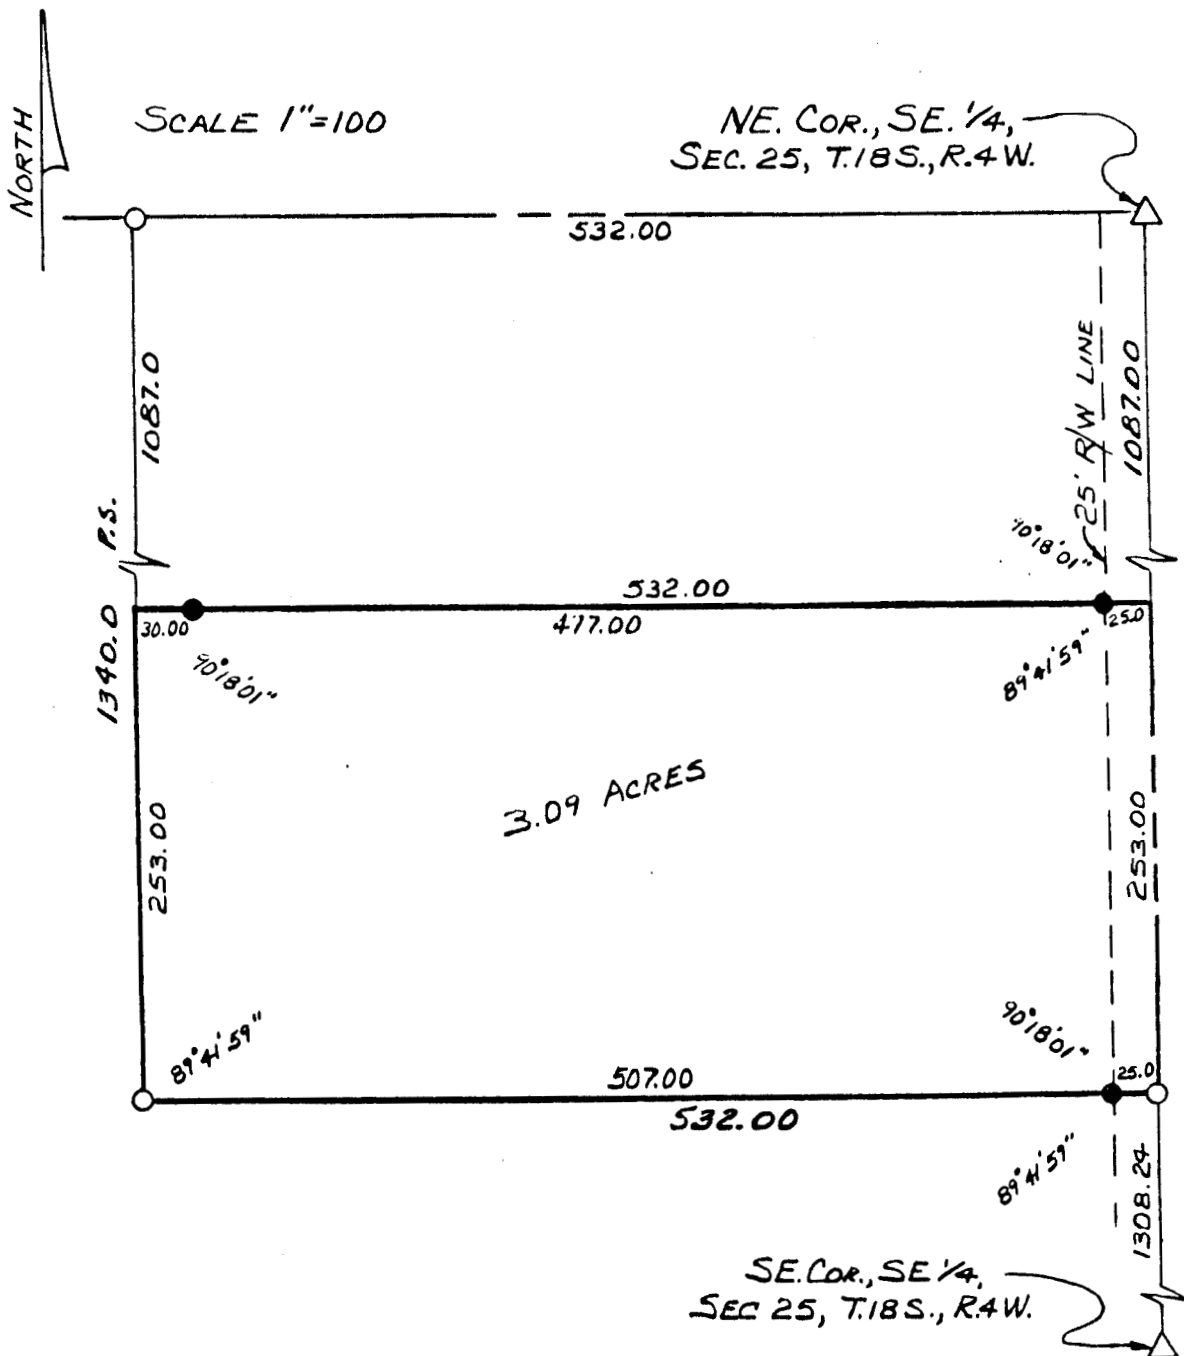 NORTH
SCALE 1"=100
NE. COR., SE. 1/4,
SEC. 25, T.18S., R.4W.
532.00
1087.0
1087.00
25' R/W LINE
1340.0 P.S.
90°18'01"
532.00
30.00
477.00
25.0
90°18'01"
89°41'59"
3.09 ACRES
253.00
253.00
89°41'59"
90°18'01"
507.00
25.0
532.00
89°41'59"
1308.24
SE. COR., SE 1/4,
SEC 25, T.18S., R.4W.